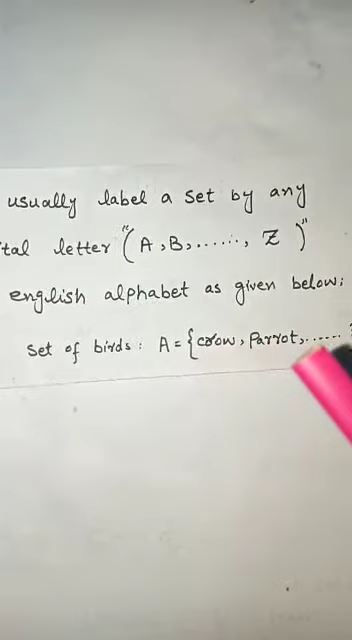 usually label a set by any
tal letter "(A, B, ......, Z)"
english alphabet as given below:
Set of birds: A = {crow, Parrot, ......